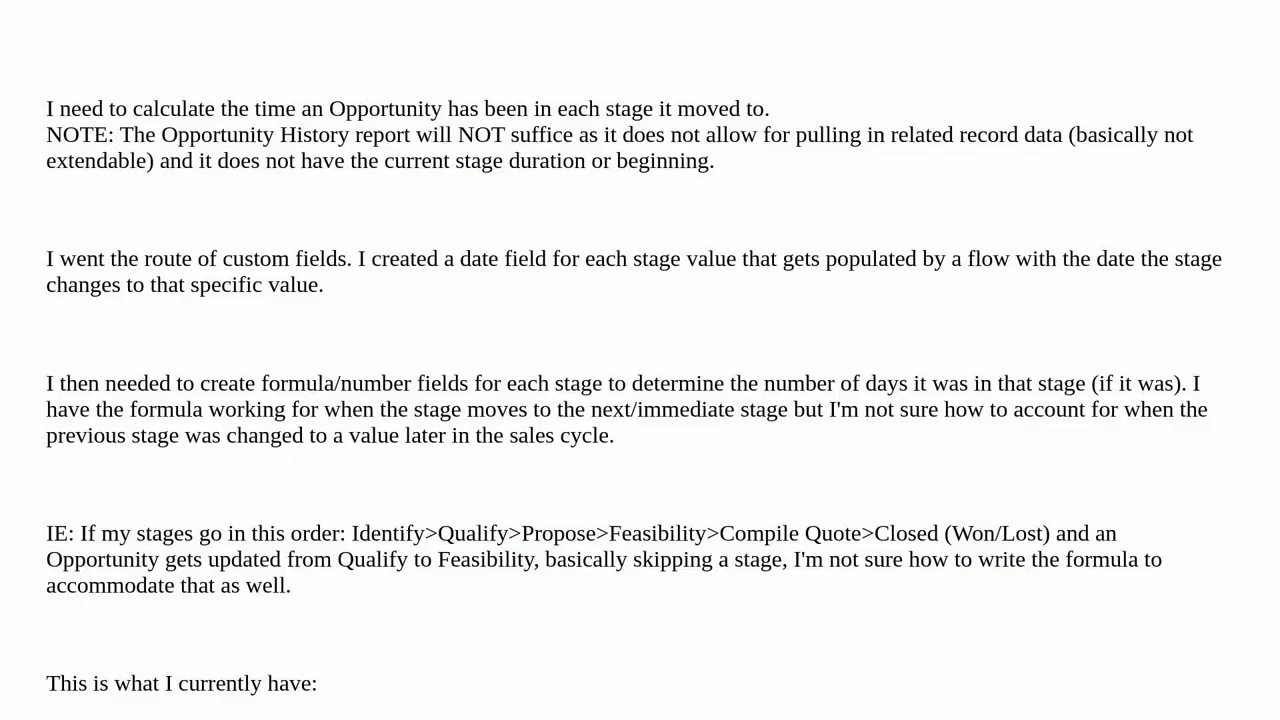 I need to calculate the time an Opportunity has been in each stage it moved to.
NOTE: The Opportunity History report will NOT suffice as it does not allow for pulling in related record data (basically not
extendable) and it does not have the current stage duration or beginning.
I went the route of custom fields. I created a date field for each stage value that gets populated by a flow with the date the stage
changes to that specific value.
I then needed to create formula/number fields for each stage to determine the number of days it was in that stage (if it was). I
have the formula working for when the stage moves to the next/immediate stage but I'm not sure how to account for when the
previous stage was changed to a value later in the sales cycle.
IE: If my stages go in this order: Identify>Qualify>Propose>Feasibility>Compile Quote>Closed (Won/Lost) and an
Opportunity gets updated from Qualify to Feasibility, basically skipping a stage, I'm not sure how to write the formula to
accommodate that as well.
This is what I currently have: